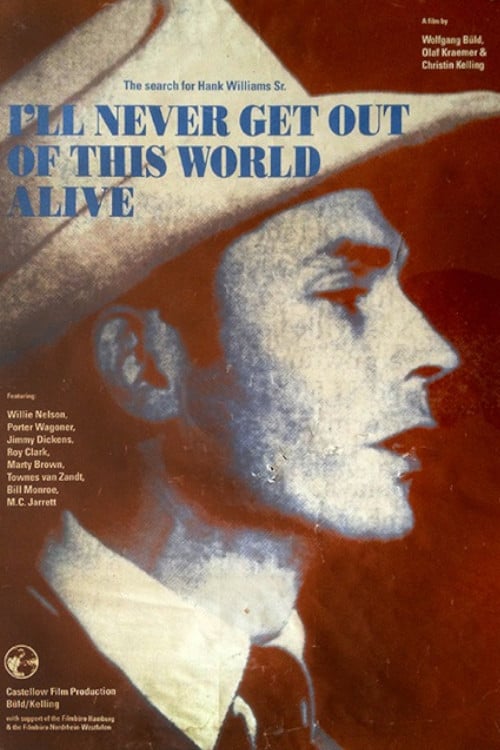 A film by
Wolfgang Büld,
Olaf Kraemer &
Christin Kelling
The search for Hank Williams Sr.
I'LL NEVER GET OUT
OF THIS WORLD
ALIVE
Featuring:
Willie Nelson,
Porter Wagoner,
Jimmy Dickens,
Roy Clark,
Marty Brown,
Townes van Zandt,
Bill Monroe,
M.C. Jarrett
Castellow Film Production
Büld/Kelling
with support of the Filmbüro Hamburg
& the Filmbüro Nordrhein-Westfalen